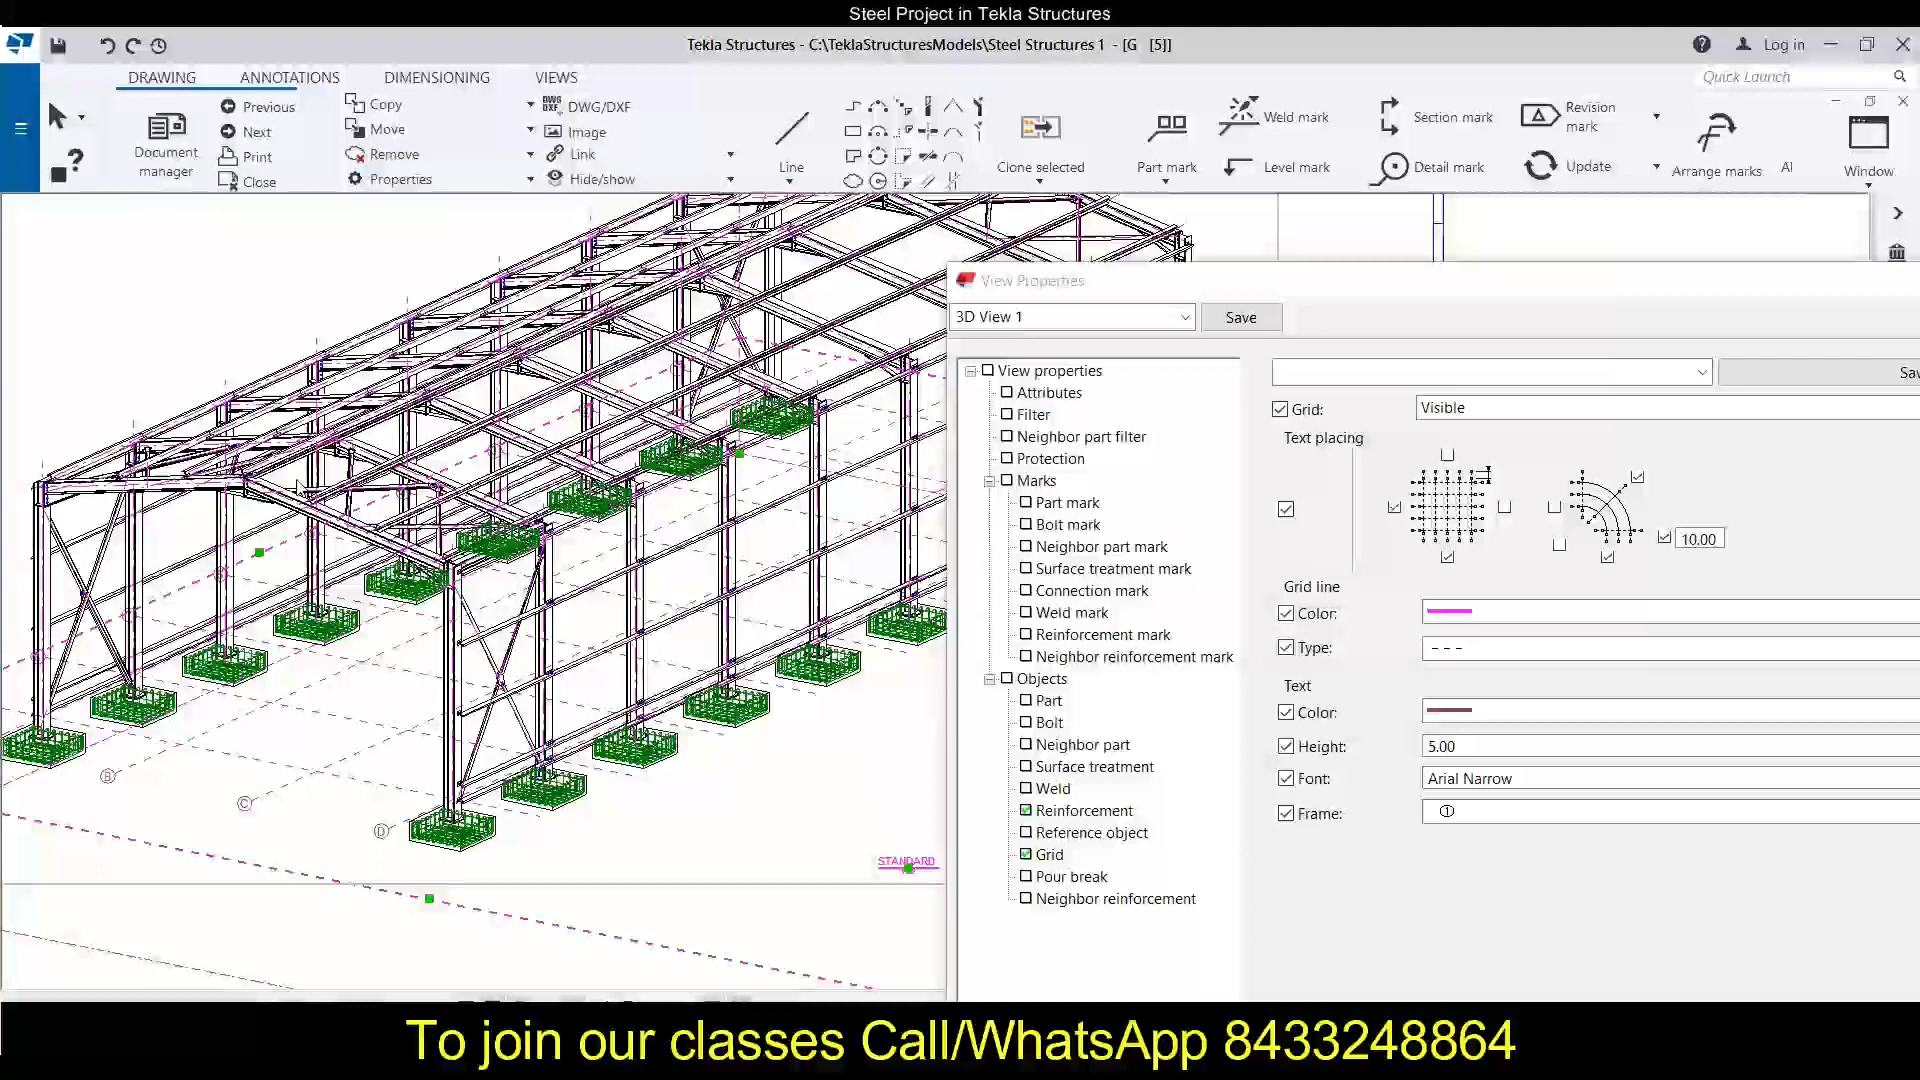 Steel Project in Tekla Structures
Tekla Structures - C:\TeklaStructuresModels\Steel Structures 1 - [G [5]]
Log in
DRAWING ANNOTATIONS DIMENSIONING VIEWS
Quick Launch
Document manager
Previous
Next
Print
Close
Copy
Move
Remove
Properties
DWG DXF DWG/DXF
Image
Link
Hide/show
Line
Clone selected
Part mark
Weld mark
Level mark
Section mark
Detail mark
Revision mark
Update
Arrange marks
Al
Window
View Properties
3D View 1
Save
View properties
Attributes
Filter
Neighbor part filter
Protection
Marks
Part mark
Bolt mark
Neighbor part mark
Surface treatment mark
Connection mark
Weld mark
Reinforcement mark
Neighbor reinforcement mark
Objects
Part
Bolt
Neighbor part
Surface treatment
Weld
Reinforcement
Reference object
Grid
Pour break
Neighbor reinforcement
Sav
Grid: Visible
Text placing
10.00
Grid line
Color:
Type:
Text
Color:
Height: 5.00
Font: Arial Narrow
Frame: 1
B
C
D
STANDARD
To join our classes Call/WhatsApp 8433248864